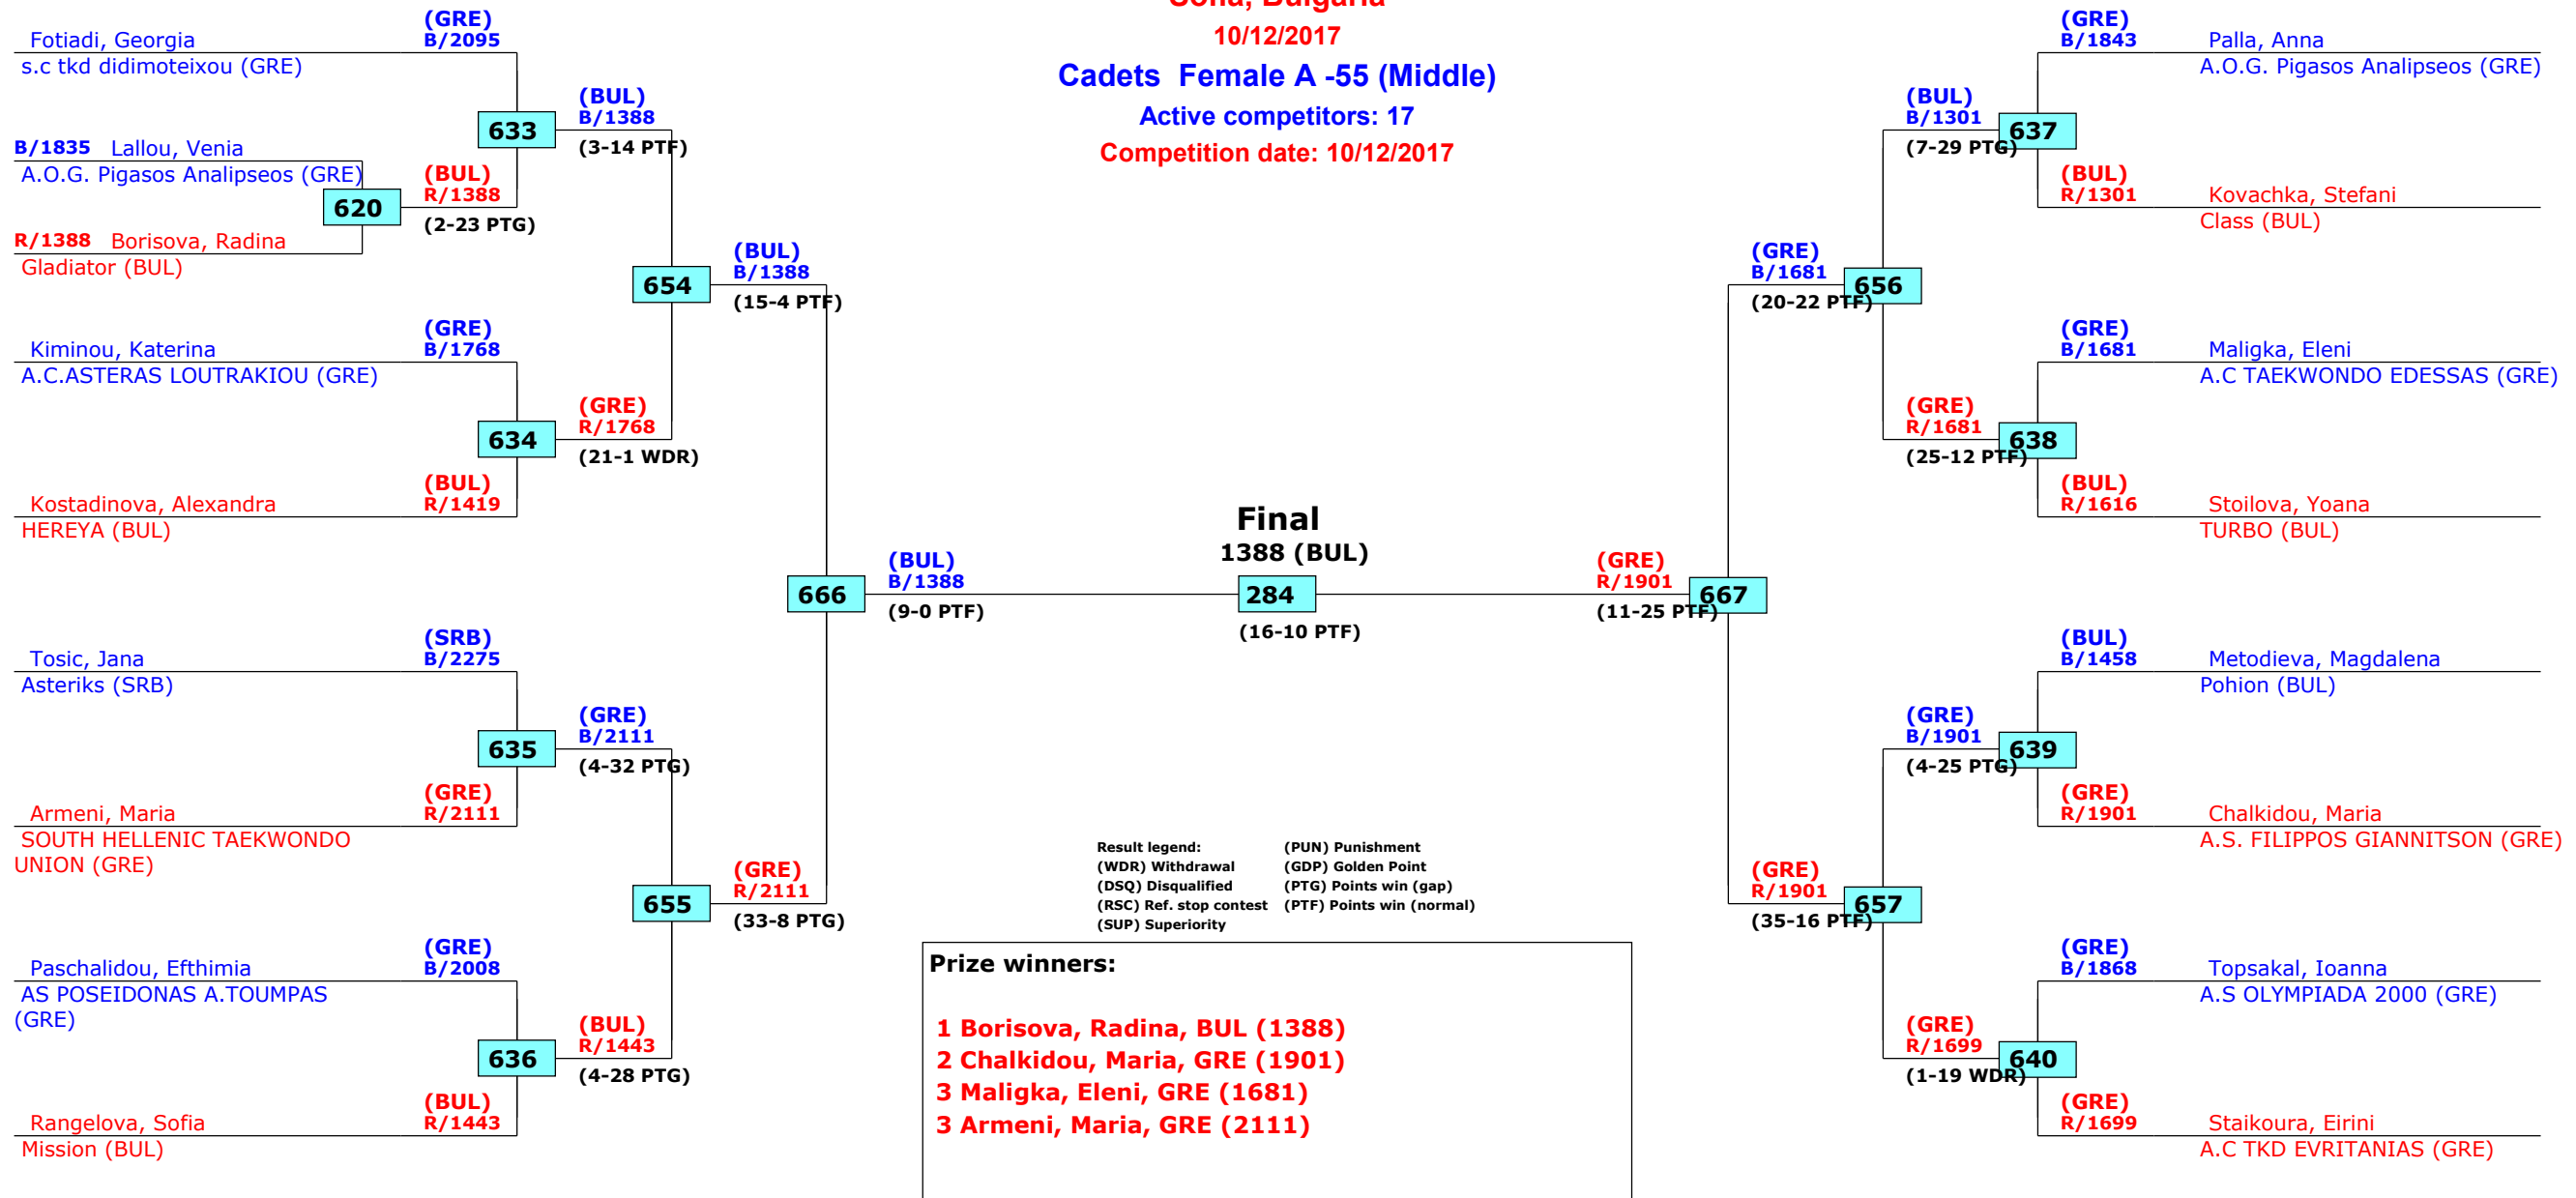 Sofia, Bulgaria
10/12/2017
Cadets Female A -55 (Middle)
Active competitors: 17
Competition date: 10/12/2017
(GRE)
Fotiadi, Georgia B/2095
s.c tkd didimoteixou (GRE)
633
(BUL)
B/1388
(3-14 PTF)
B/1835 Lallou, Venia
A.O.G. Pigasos Analipseos (GRE)
620
(BUL)
R/1388
(2-23 PTG)
R/1388 Borisova, Radina
Gladiator (BUL)
654
(BUL)
B/1388
(15-4 PTF)
(GRE)
Kiminou, Katerina B/1768
A.C.ASTERAS LOUTRAKIOU (GRE)
634
(GRE)
R/1768
(21-1 WDR)
(BUL)
Kostadinova, Alexandra R/1419
HEREYA (BUL)
666
(BUL)
B/1388
(9-0 PTF)
(SRB)
Tosic, Jana B/2275
Asteriks (SRB)
635
(GRE)
B/2111
(4-32 PTG)
(GRE)
Armeni, Maria R/2111
SOUTH HELLENIC TAEKWONDO
UNION (GRE)
655
(GRE)
R/2111
(33-8 PTG)
(GRE)
Paschalidou, Efthimia B/2008
AS POSEIDONAS A.TOUMPAS
(GRE)
636
(BUL)
R/1443
(4-28 PTG)
(BUL)
Rangelova, Sofia R/1443
Mission (BUL)
Final
1388 (BUL)
284
(16-10 PTF)
(GRE)
B/1843 Palla, Anna
A.O.G. Pigasos Analipseos (GRE)
(BUL)
B/1301
637
(7-29 PTG)
(BUL)
R/1301 Kovachka, Stefani
Class (BUL)
(GRE)
B/1681
656
(20-22 PTF)
(GRE)
B/1681 Maligka, Eleni
A.C TAEKWONDO EDESSAS (GRE)
(GRE)
R/1681
638
(25-12 PTF)
(BUL)
R/1616 Stoilova, Yoana
TURBO (BUL)
(GRE)
R/1901
667
(11-25 PTF)
(BUL)
B/1458 Metodieva, Magdalena
Pohion (BUL)
(GRE)
B/1901
639
(4-25 PTG)
(GRE)
R/1901 Chalkidou, Maria
A.S. FILIPPOS GIANNITSON (GRE)
(GRE)
R/1901
657
(35-16 PTF)
(GRE)
B/1868 Topsakal, Ioanna
A.S OLYMPIADA 2000 (GRE)
(GRE)
R/1699
640
(1-19 WDR)
(GRE)
R/1699 Staikoura, Eirini
A.C TKD EVRITANIAS (GRE)
Result legend: (PUN) Punishment
(WDR) Withdrawal (GDP) Golden Point
(DSQ) Disqualified (PTG) Points win (gap)
(RSC) Ref. stop contest (PTF) Points win (normal)
(SUP) Superiority
Prize winners:
1 Borisova, Radina, BUL (1388)
2 Chalkidou, Maria, GRE (1901)
3 Maligka, Eleni, GRE (1681)
3 Armeni, Maria, GRE (2111)